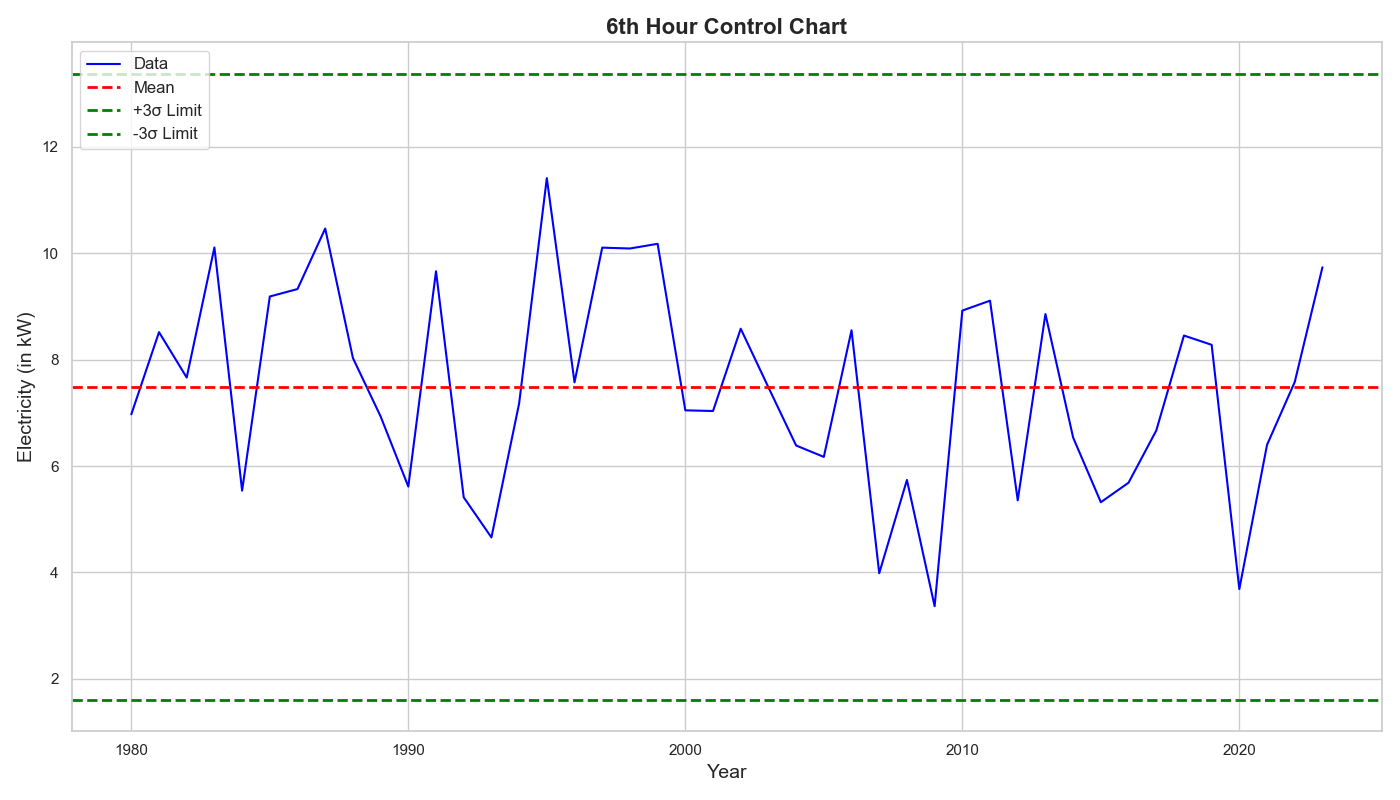 6th Hour Control Chart
Data
Mean
+3σ Limit
-3σ Limit
12
10
8
6
4
2
Electricity (in kW)
1980
1990
2000
2010
2020
Year